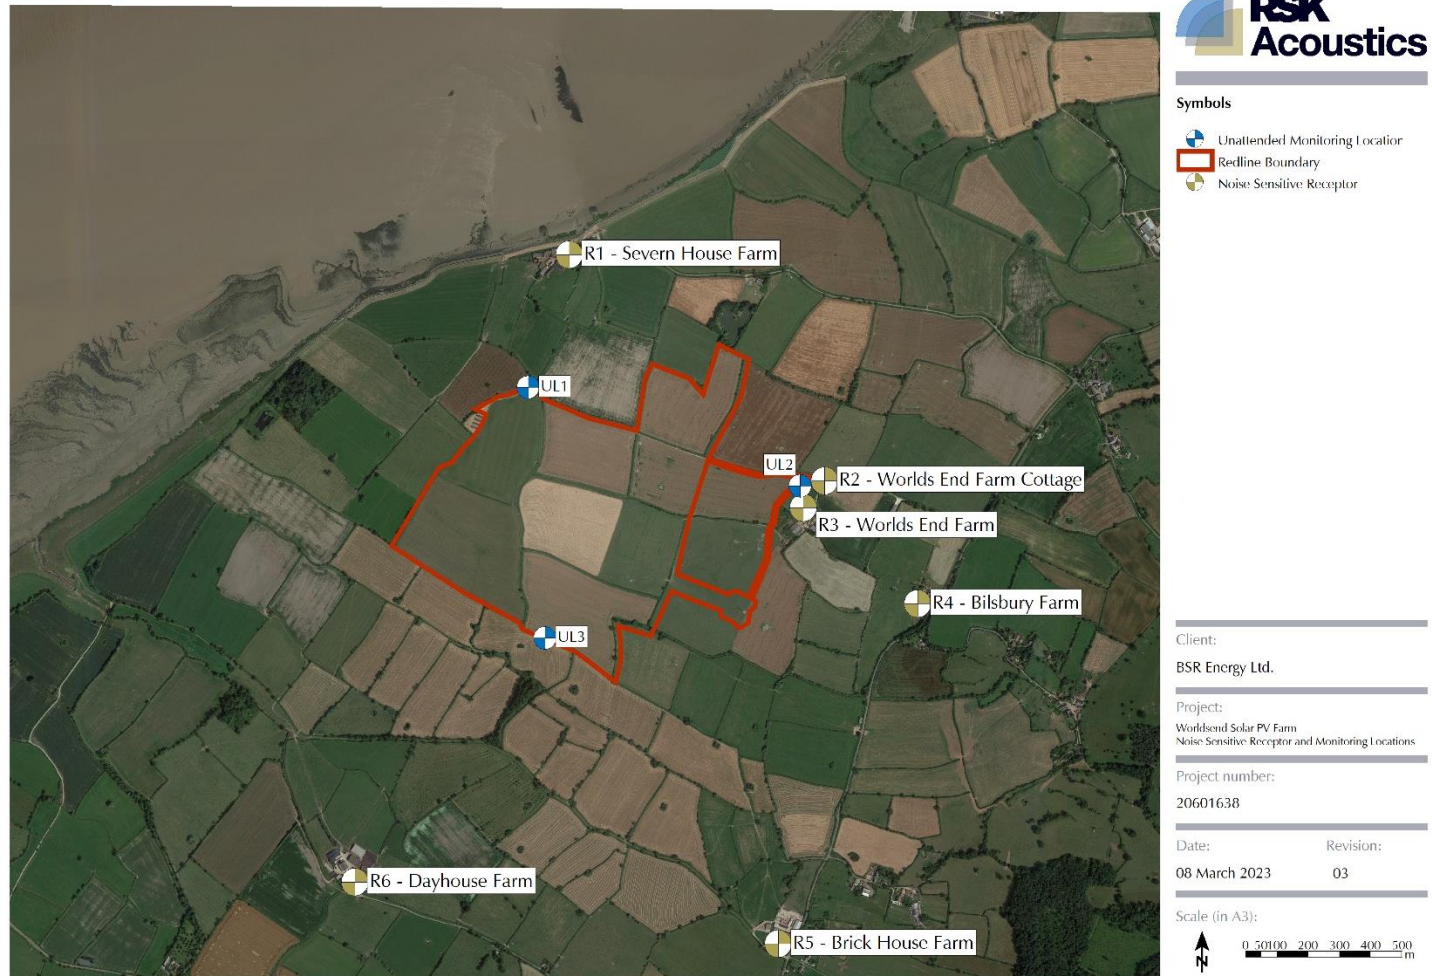 RSK
Acoustics
Symbols
Unattended Monitoring Location
Redline Boundary
Noise Sensitive Receptor
R1 - Severn House Farm
UL1
UL2
R2 - Worlds End Farm Cottage
R3 - Worlds End Farm
R4 - Bilsbury Farm
UL3
R6 - Dayhouse Farm
R5 - Brick House Farm
Client:
BSR Energy Ltd.
Project:
Worldsend Solar PV Farm
Noise Sensitive Receptor and Monitoring Locations
Project number:
20601638
Date: Revision:
08 March 2023 03
Scale (in A3):
N
0 50100 200 300 400 500
m